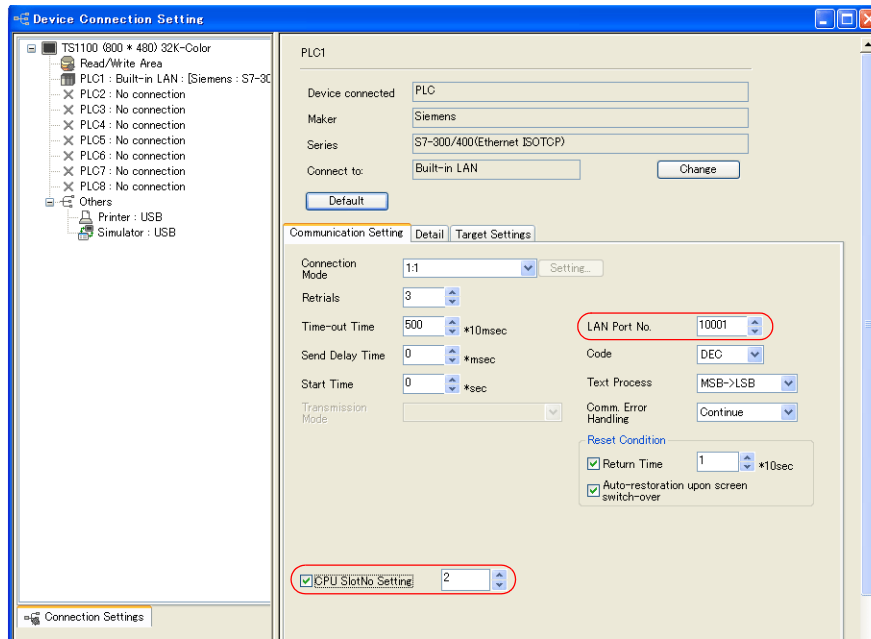 Device Connection Setting
TS1100 (800 * 480) 32K-Color
Read/Write Area
PLC1 : Built-in LAN : [Siemens : S7-30
PLC2 : No connection
PLC3 : No connection
PLC4 : No connection
PLC5 : No connection
PLC6 : No connection
PLC7 : No connection
PLC8 : No connection
Others
Printer : USB
Simulator : USB
Connection Settings
PLC1
Device connected PLC
Maker Siemens
Series S7-300/400(Ethernet ISOTCP)
Connect to: Built-in LAN Change
Default
Communication Setting Detail Target Settings
Connection Mode 1:1 Setting...
Retrials 3
Time-out Time 500 *10msec
Send Delay Time 0 *msec
Start Time 0 *sec
Transmission Mode
LAN Port No. 10001
Code DEC
Text Process MSB->LSB
Comm. Error Handling Continue
Reset Condition
Return Time 1 *10sec
Auto-restoration upon screen
switch-over
CPU SlotNo Setting 2